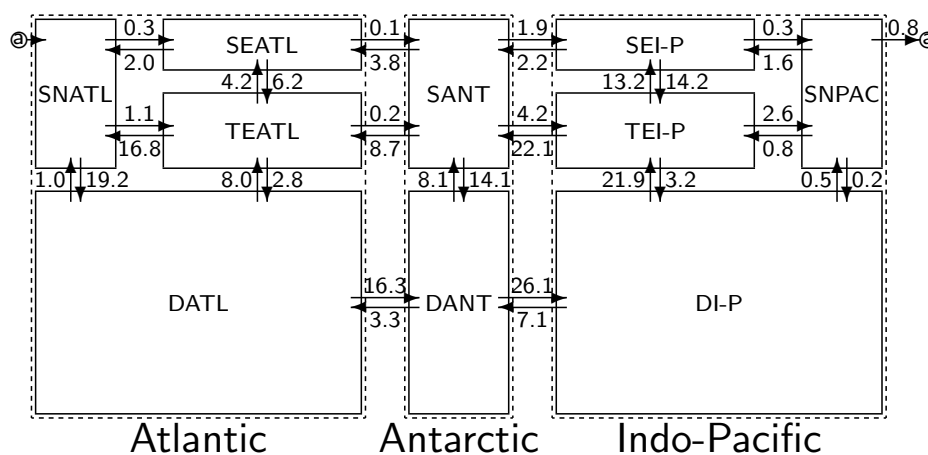 0.3 0.1 1.9 0.3 0.8
ⓐ SEATL SEI-P ⓐ
2.0 3.8 2.2 1.6
4.2 6.2 13.2 14.2
SNATL SANT SNPAC
1.1 0.2 4.2 2.6
TEATL TEI-P
16.8 8.7 22.1 0.8
1.0 19.2 8.0 2.8 8.1 14.1 21.9 3.2 0.5 0.2
16.3 26.1
DATL DANT DI-P
3.3 7.1
Atlantic Antarctic Indo-Pacific